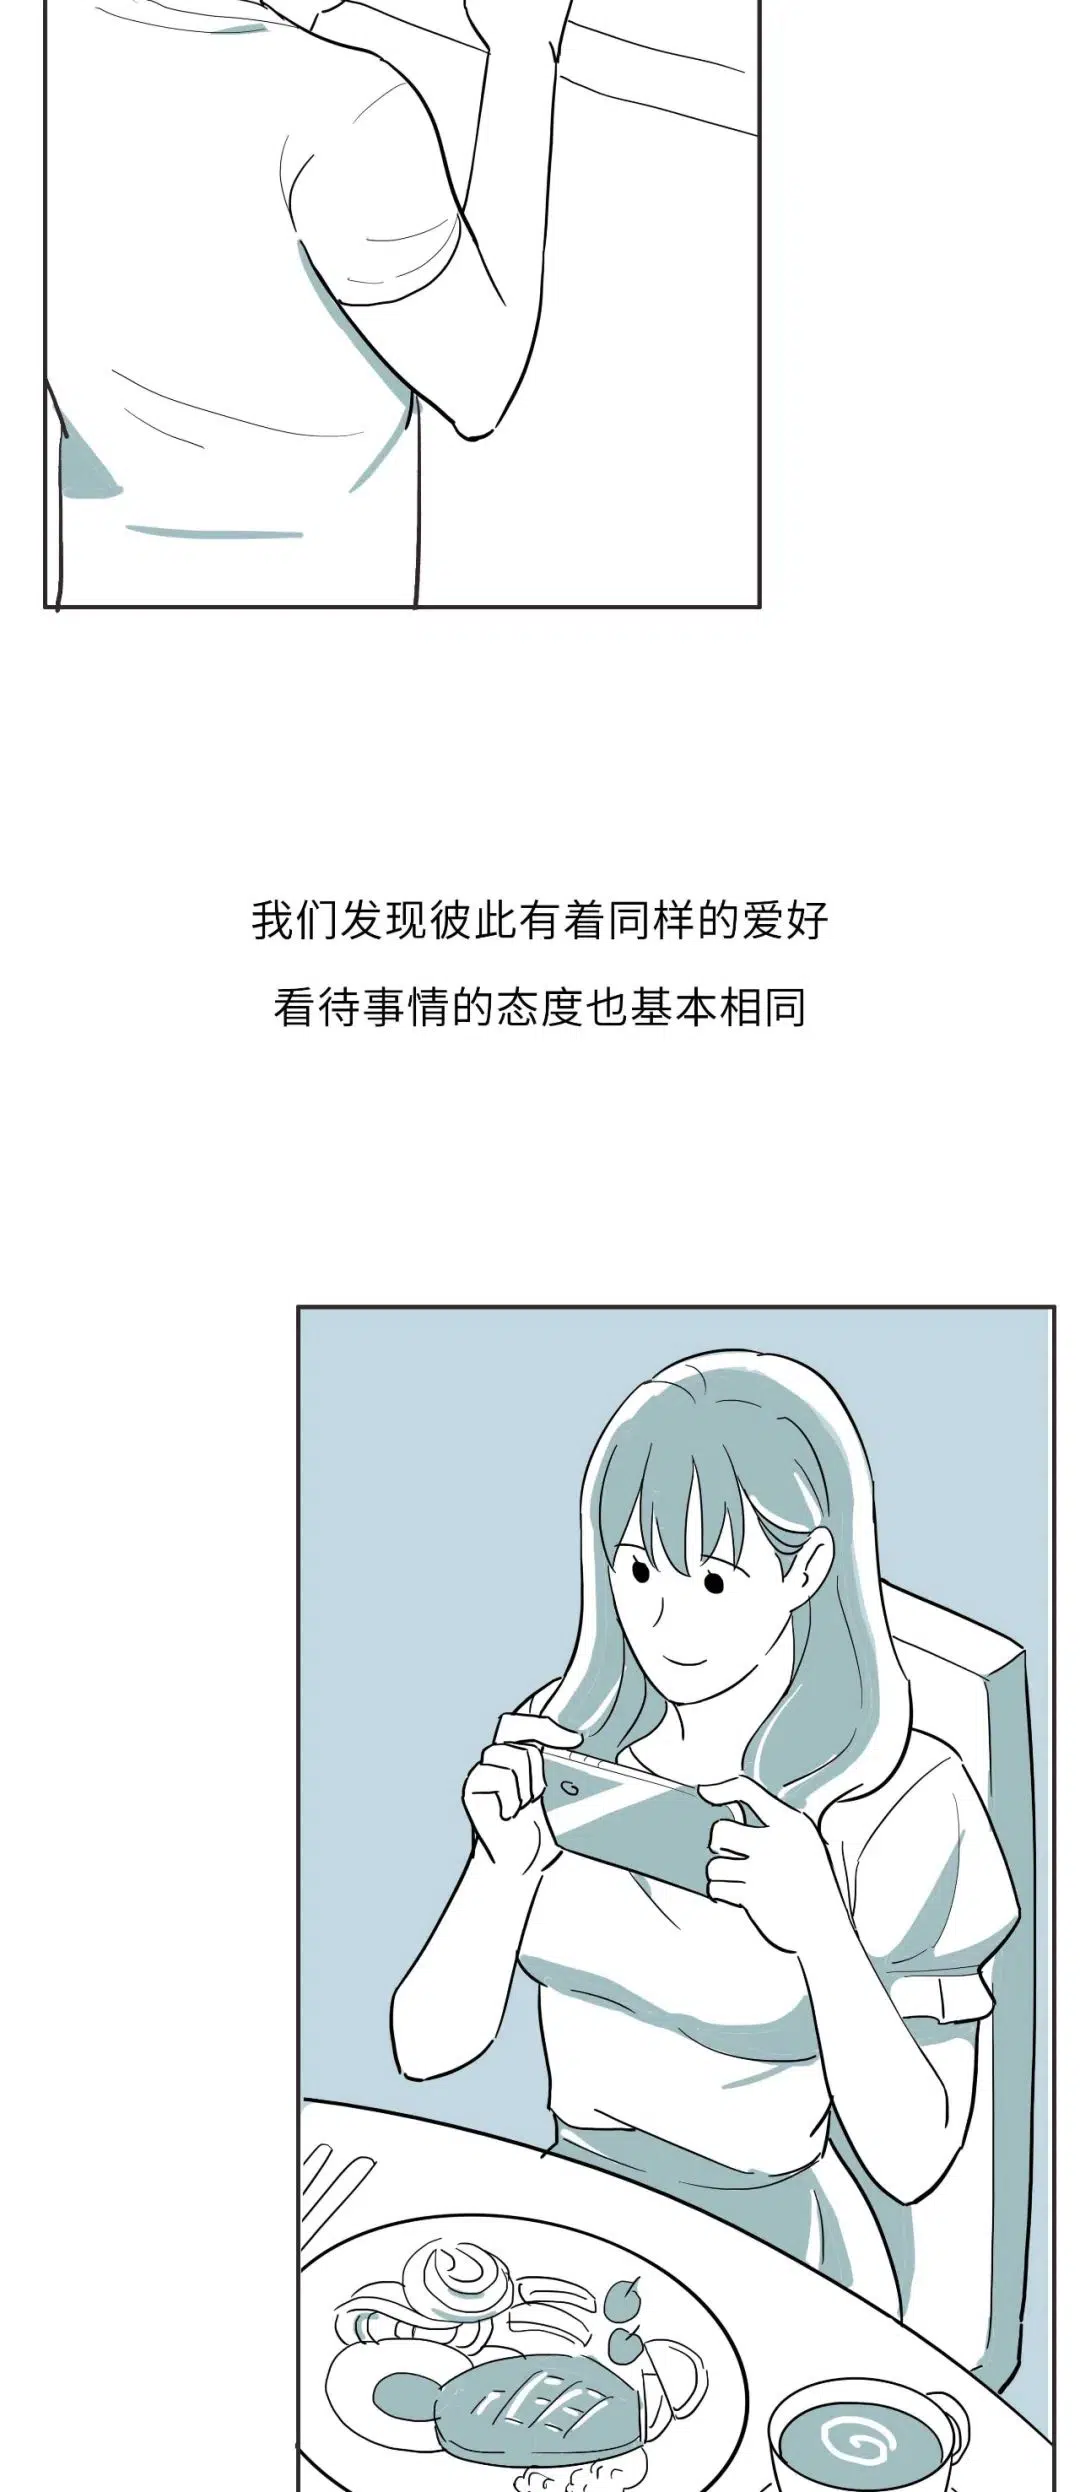 我们发现彼此有着同样的爱好
看待事情的态度也基本相同